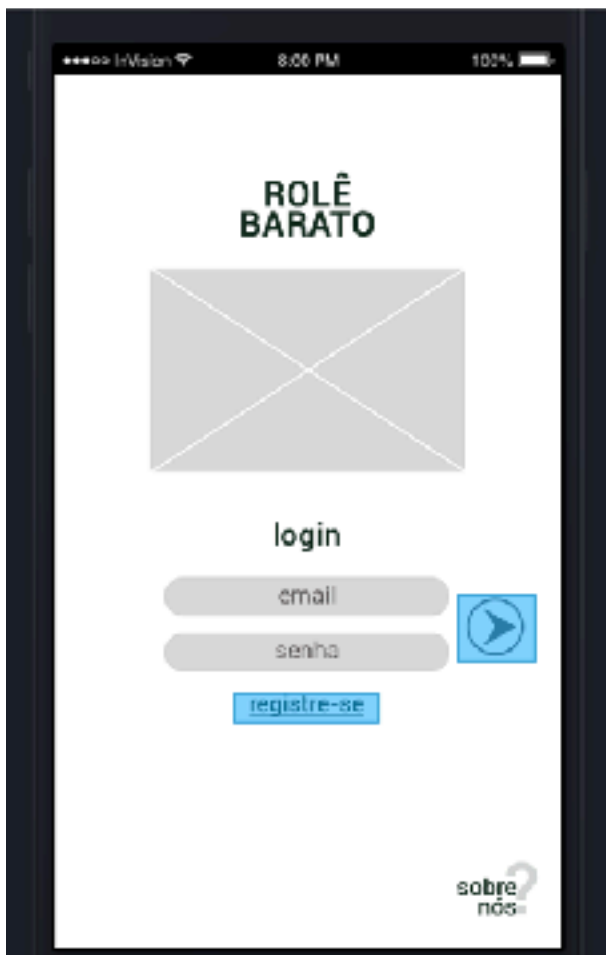 InVision 8:00 PM 100%
ROLÊ
BARATO
login
email
senha
registre-se
sobre
nós
?